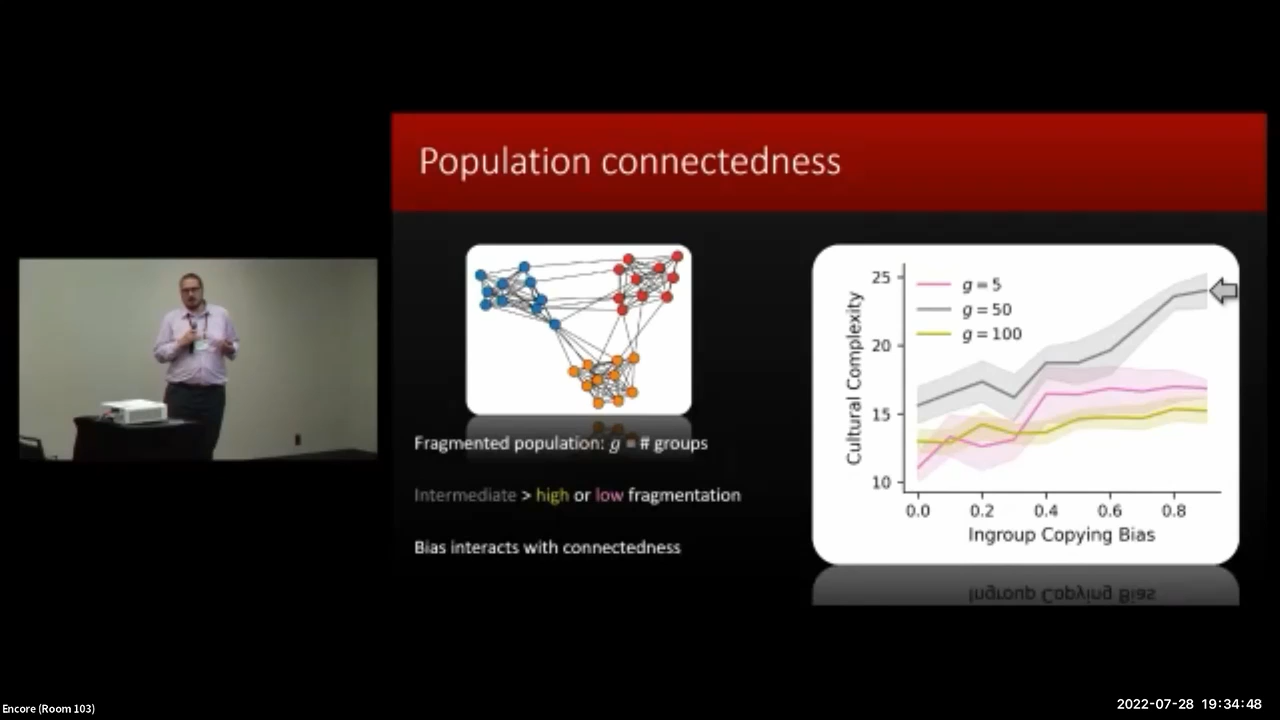 Population connectedness
Fragmented population: g = # groups
Intermediate > high or low fragmentation
Bias interacts with connectedness
25
20
15
10
Cultural Complexity
g = 5
g = 50
g = 100
0.0 0.2 0.4 0.6 0.8
Ingroup Copying Bias
Ingroup Copying Bias
Encore (Room 103)
2022-07-28 19:34:48